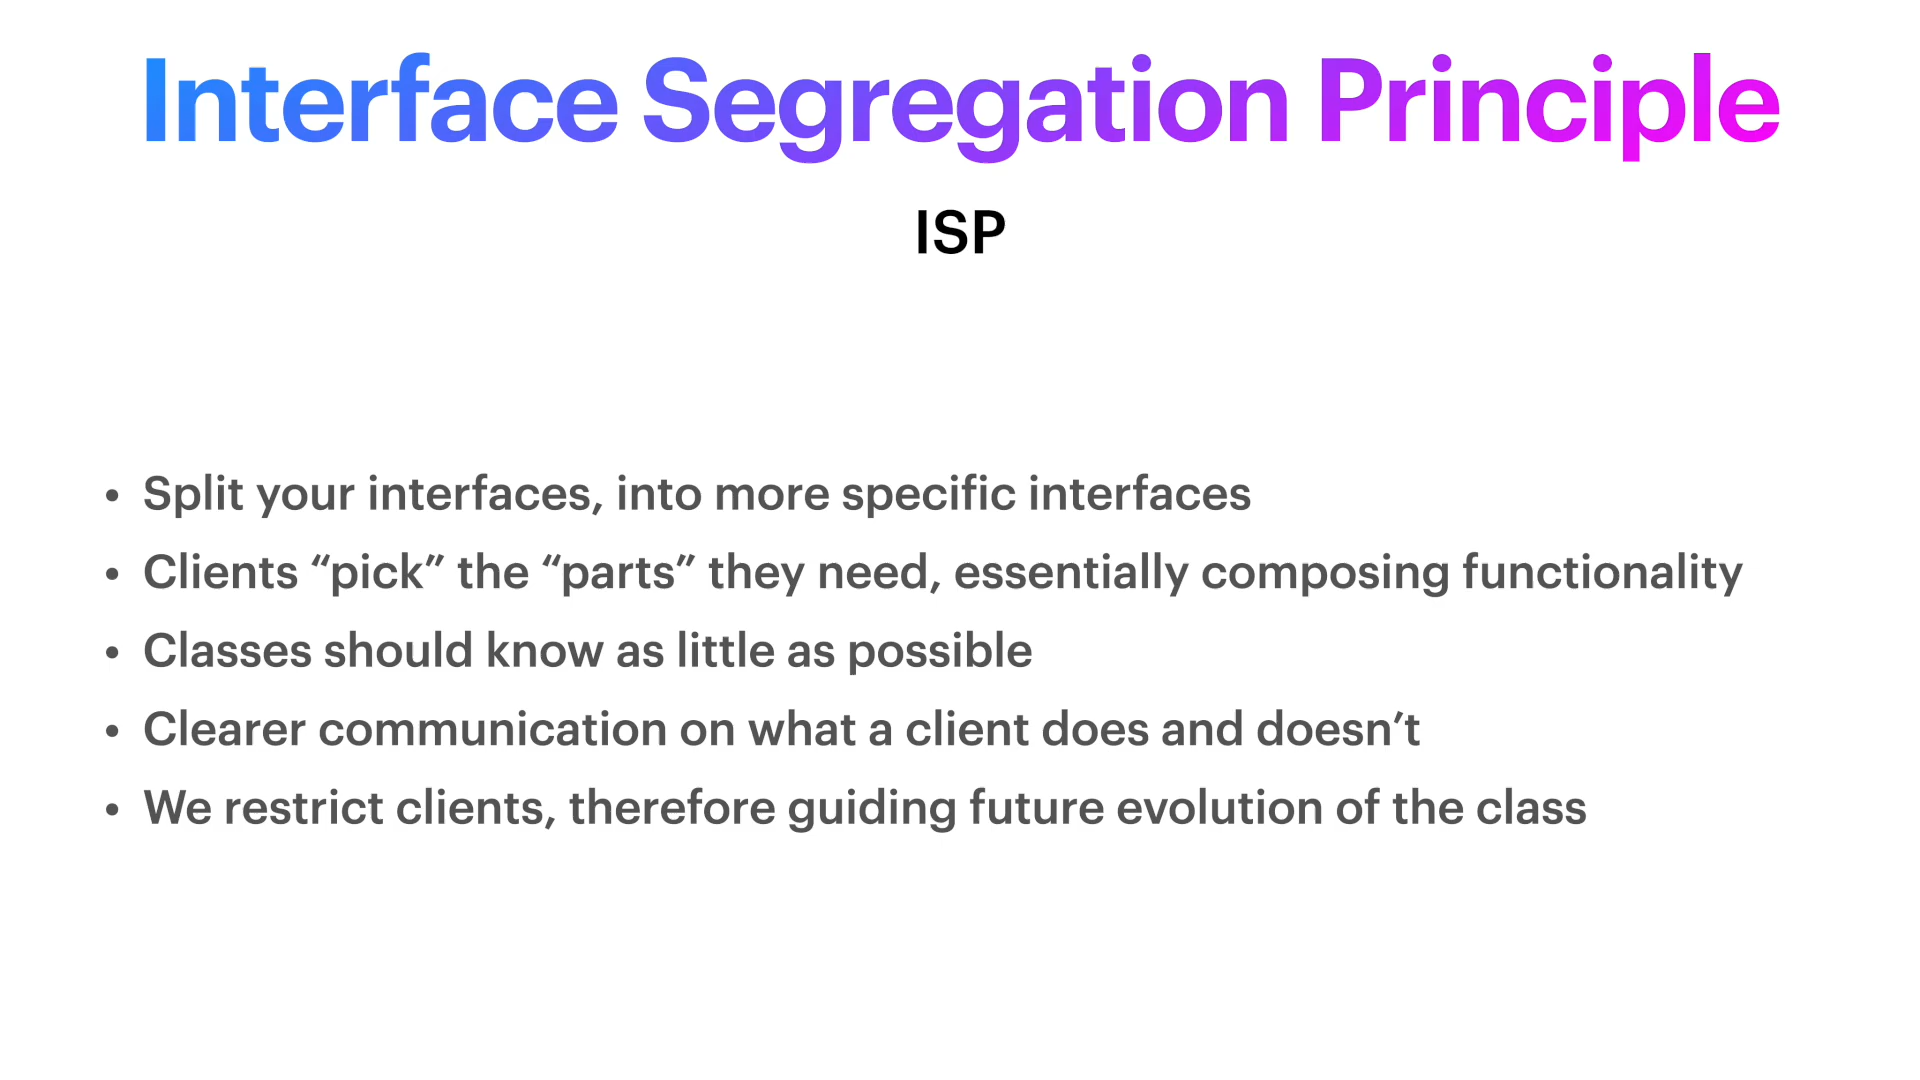 Interface Segregation Principle
ISP
• Split your interfaces, into more specific interfaces
• Clients “pick” the “parts” they need, essentially composing functionality
• Classes should know as little as possible
• Clearer communication on what a client does and doesn’t
• We restrict clients, therefore guiding future evolution of the class